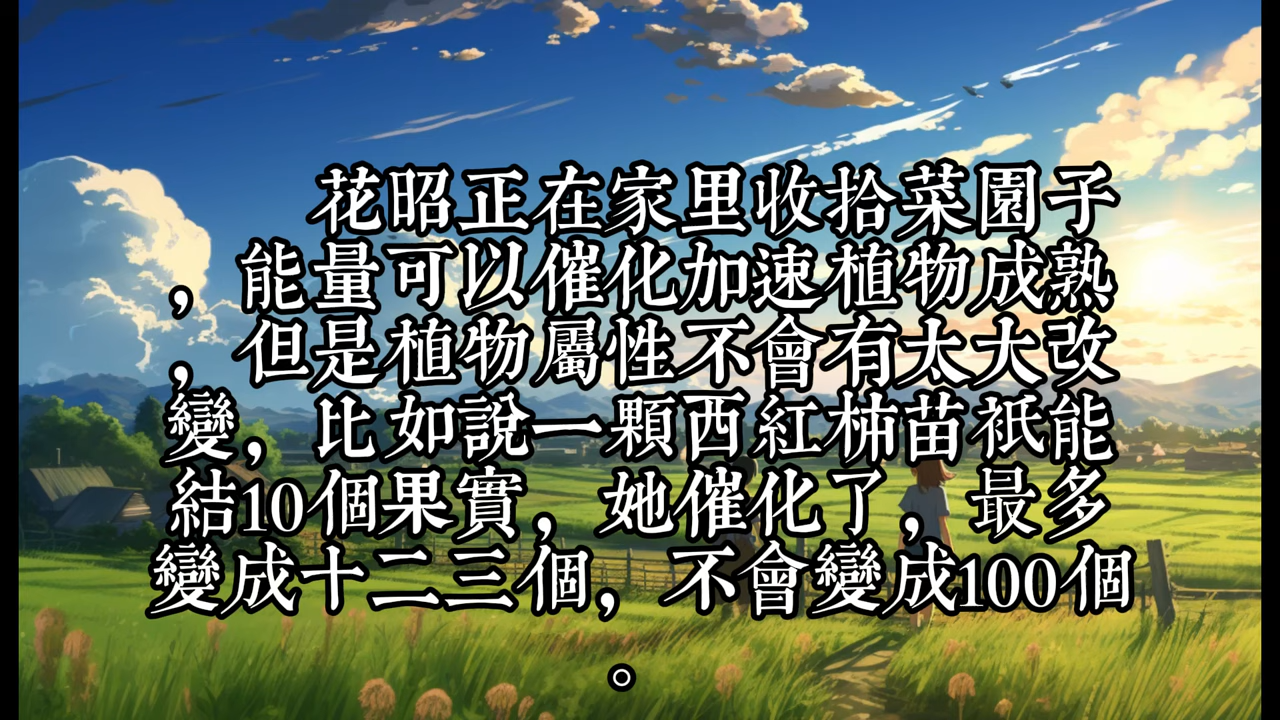 花昭正在家里收拾菜園子
，能量可以催化加速植物成熟
，但是植物屬性不會有太大改
變，比如說一顆西紅柿苗衹能
結10個果實，她催化了，最多
變成十二三個，不會變成100個
。